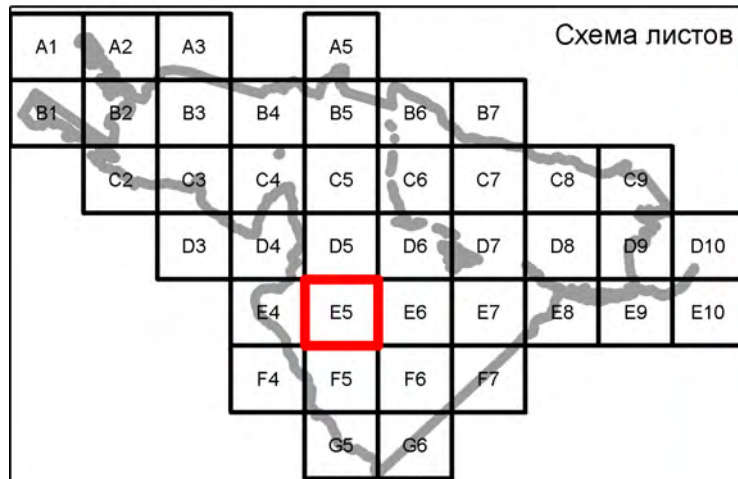 Схема листов
A1 A2 A3 A5
B1 B2 B3 B4 B5 B6 B7
C2 C3 C4 C5 C6 C7 C8 C9
D3 D4 D5 D6 D7 D8 D9 D10
E4 E5 E6 E7 E8 E9 E10
F4 F5 F6 F7
G5 G6